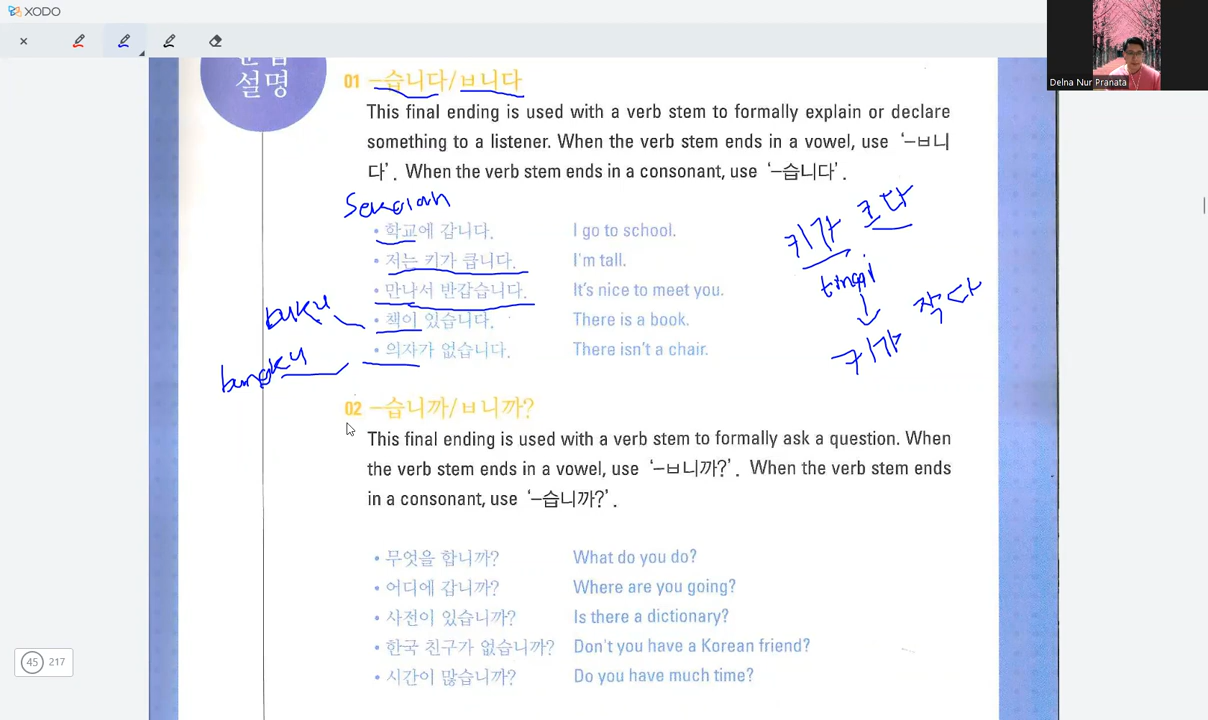 XODO
Delna Nur Pranata
설명
01 –습니다/ㅂ니다
This final ending is used with a verb stem to formally explain or declare
something to a listener. When the verb stem ends in a vowel, use ‘–ㅂ니
다’. When the verb stem ends in a consonant, use ‘–습니다’.
Sekolah
• 학교에 갑니다. I go to school.
• 저는 키가 큽니다. I'm tall.
• 만나서 반갑습니다. It's nice to meet you.
• 책이 있습니다. There is a book.
• 의자가 없습니다. There isn't a chair.
buku
bangku
키가 크다
tinggi
키가 작다
02 –습니까/ㅂ니까?
This final ending is used with a verb stem to formally ask a question. When
the verb stem ends in a vowel, use ‘–ㅂ니까?’. When the verb stem ends
in a consonant, use ‘–습니까?’.
• 무엇을 합니까? What do you do?
• 어디에 갑니까? Where are you going?
• 사전이 있습니까? Is there a dictionary?
• 한국 친구가 없습니까? Don't you have a Korean friend?
• 시간이 많습니까? Do you have much time?
45 217